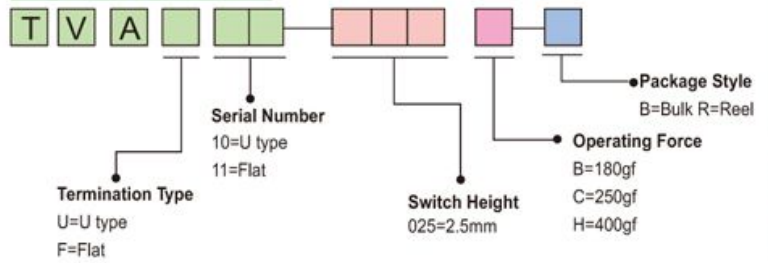 T V A
Package Style
B=Bulk R=Reel
Serial Number
10=U type
11=Flat
Operating Force
B=180gf
C=250gf
H=400gf
Termination Type
U=U type
F=Flat
Switch Height
025=2.5mm